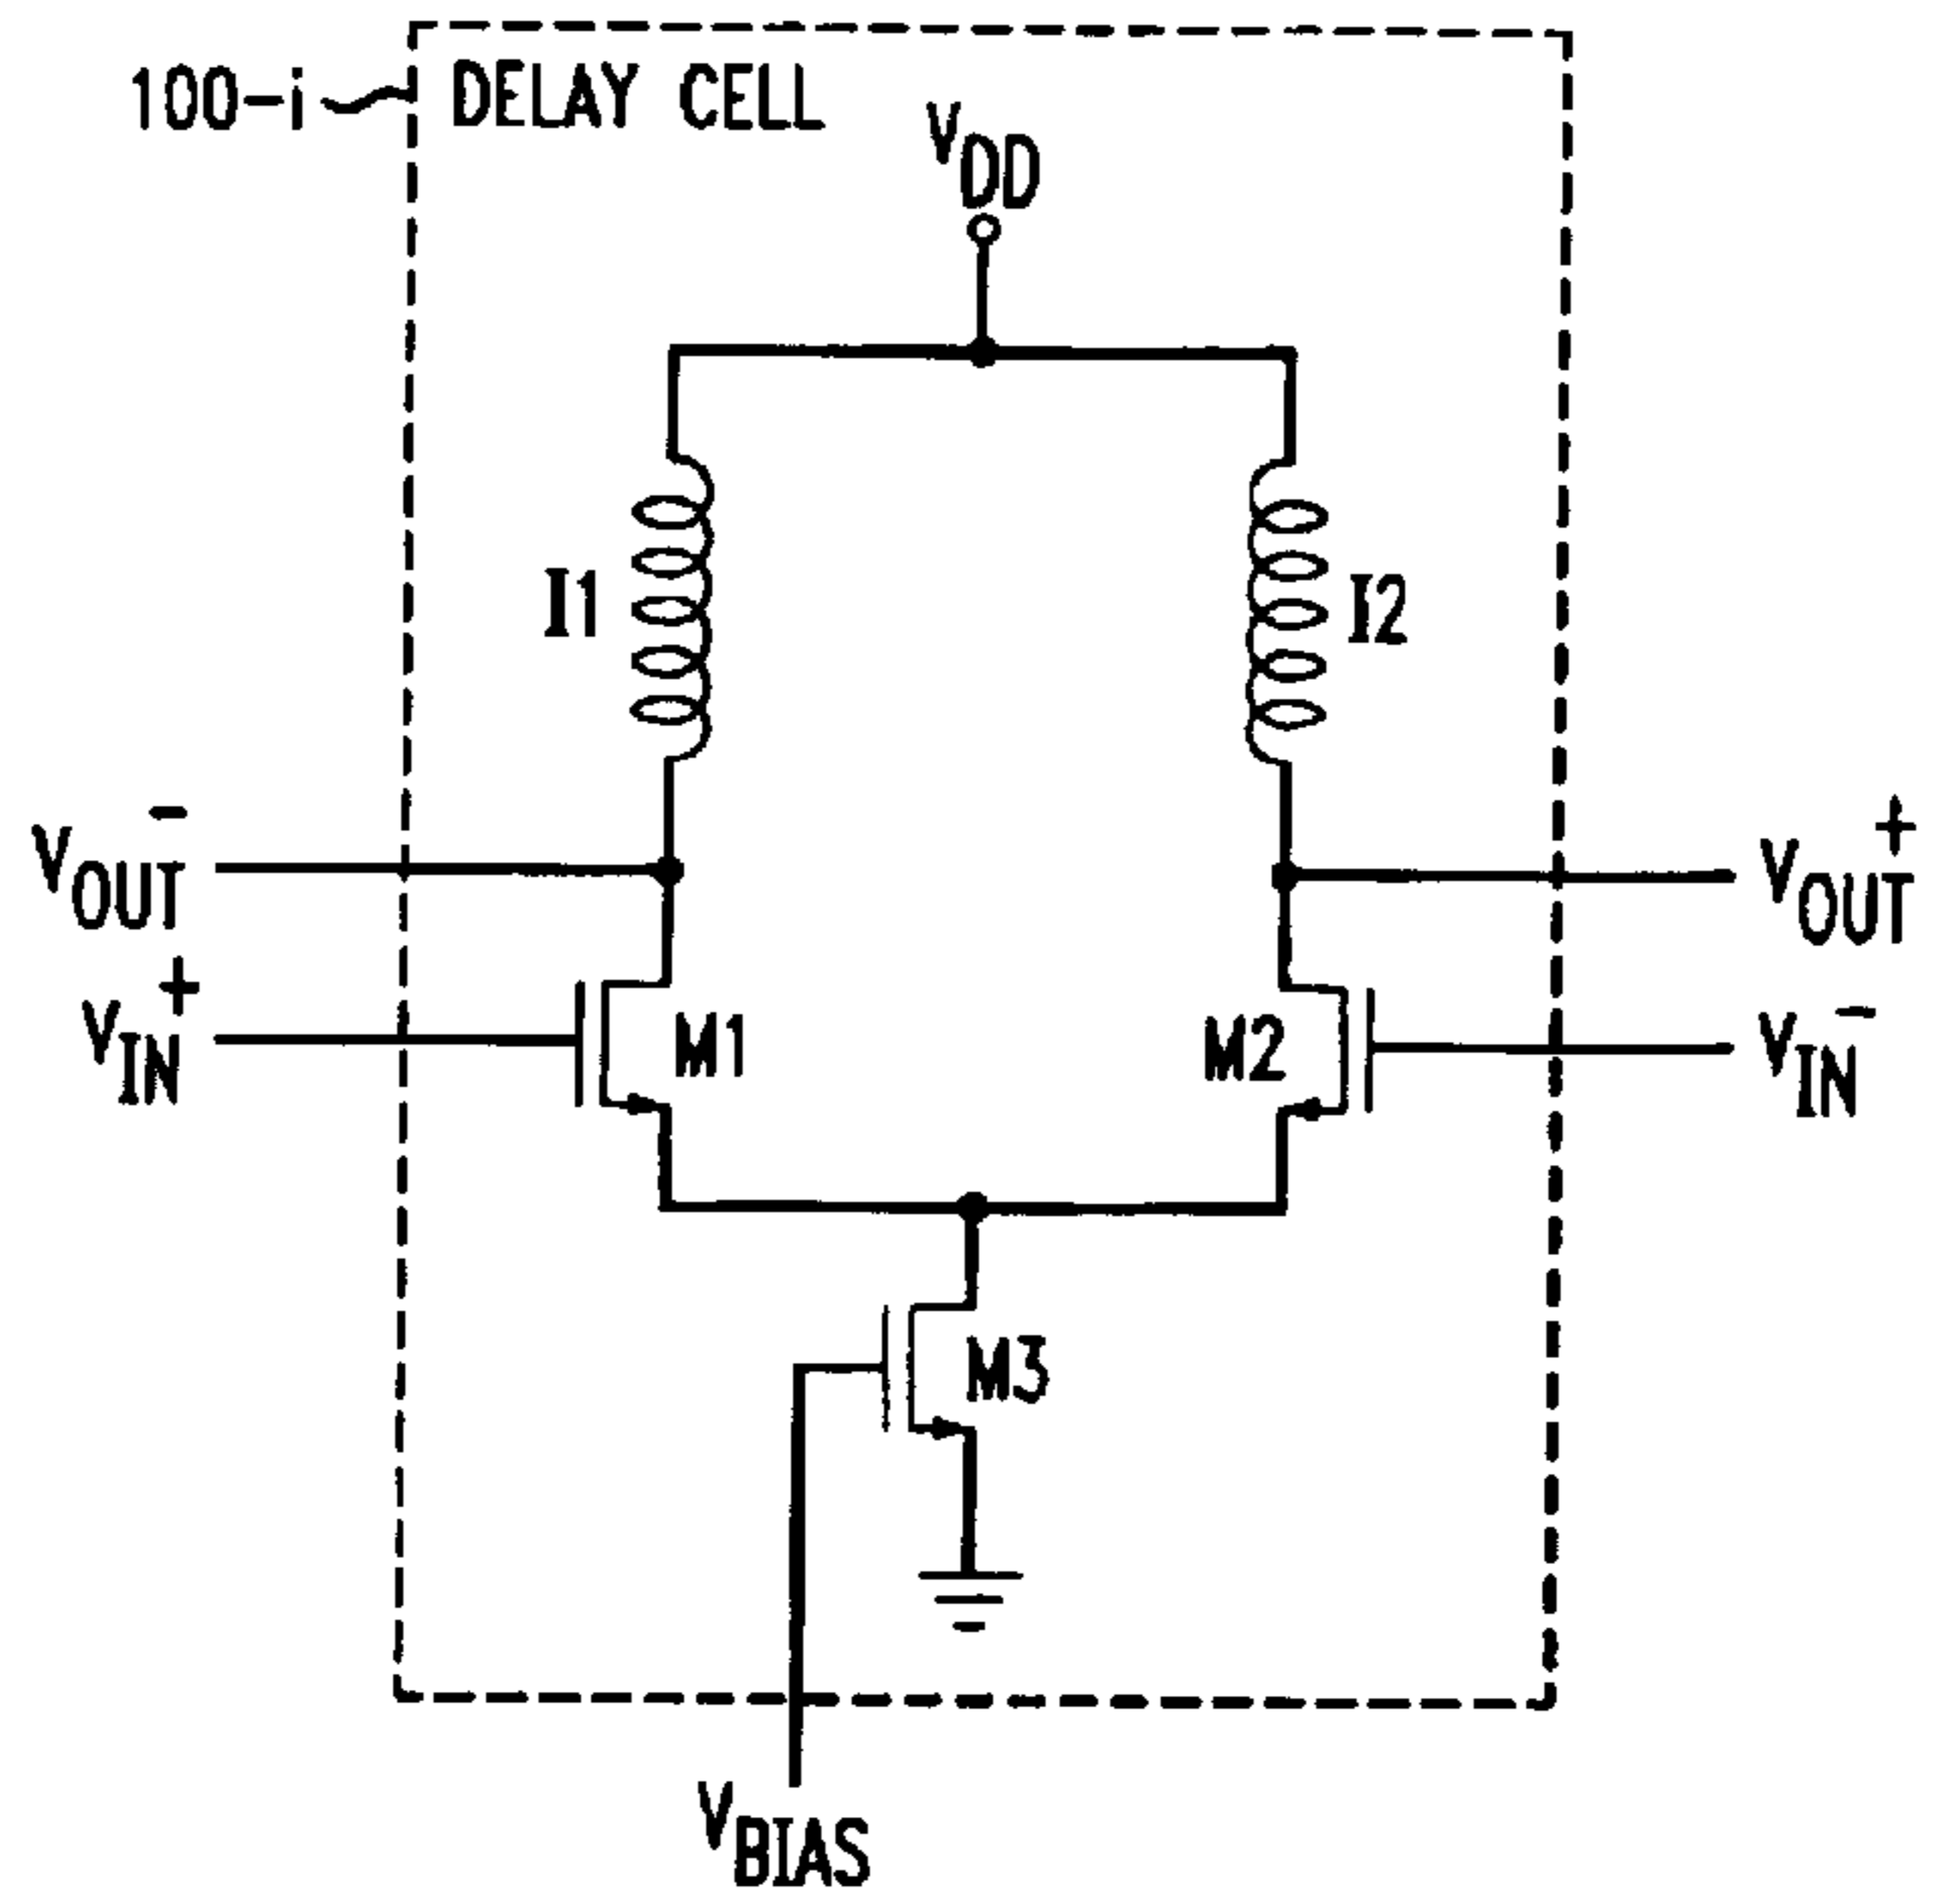 100-i
DELAY CELL
VDD
I1
I2
VOUT-
VOUT+
VIN+
M1
M2
VIN-
M3
VBIAS